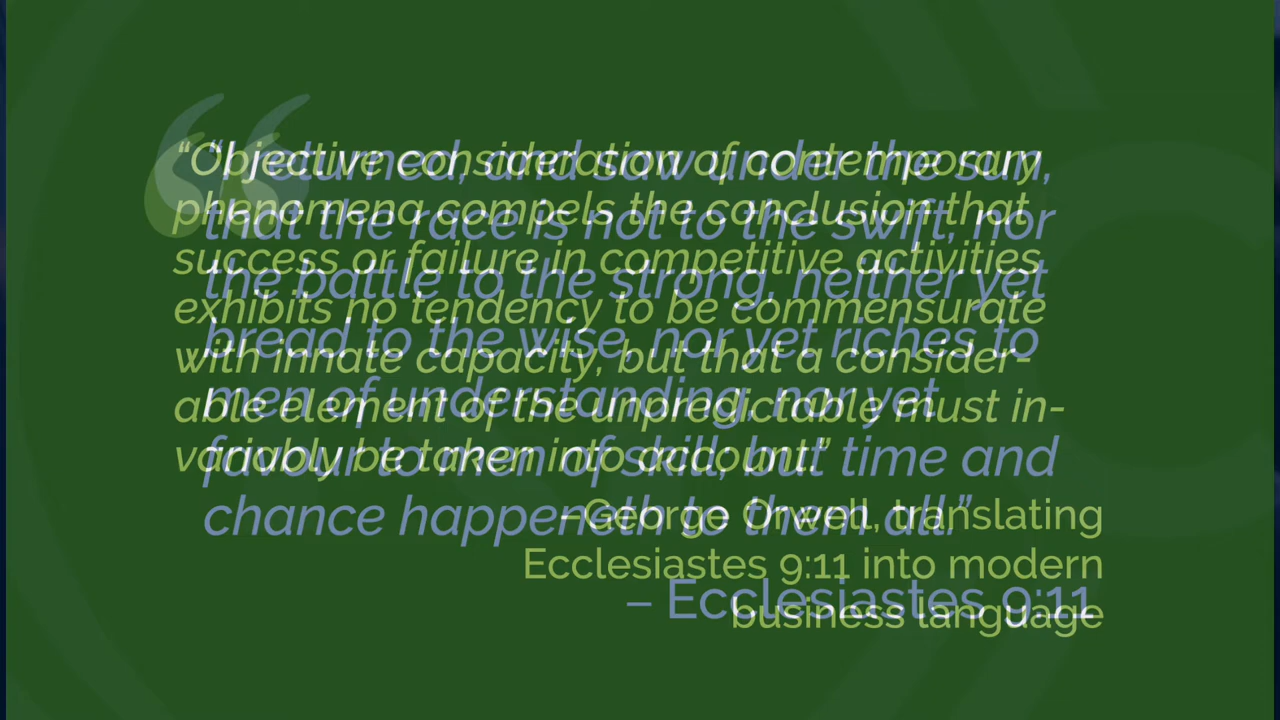 “Objective consideration of contemporary
phenomena compels the conclusion that
success or failure in competitive activities
exhibits no tendency to be commensurate
with innate capacity, but that a consider-
able element of the unpredictable must in-
variably be taken into account.”
–George Orwell, translating
Ecclesiastes 9:11 into modern
business language
“I returned, and saw under the sun,
that the race is not to the swift, nor
the battle to the strong, neither yet
bread to the wise, nor yet riches to
men of understanding, nor yet
favour to men of skill; but time and
chance happeneth to them all.”
– Ecclesiastes 9:11